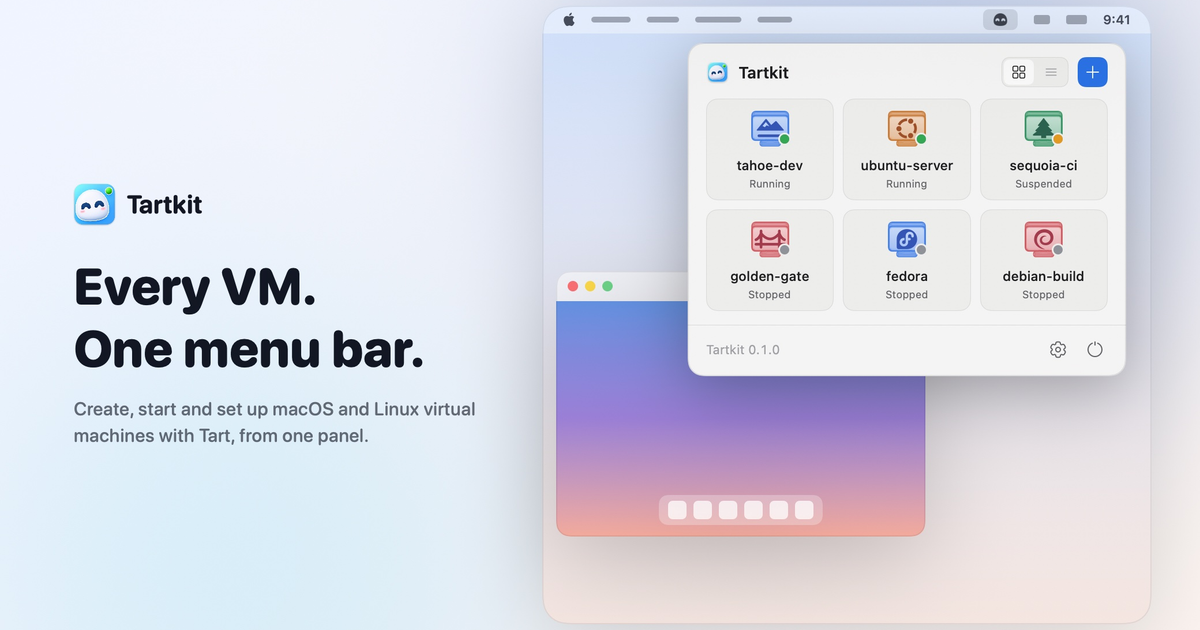 Tartkit
Every VM.
One menu bar.
Create, start and set up macOS and Linux virtual
machines with Tart, from one panel.
9:41
Tartkit
tahoe-dev
Running
ubuntu-server
Running
sequoia-ci
Suspended
golden-gate
Stopped
fedora
Stopped
debian-build
Stopped
Tartkit 0.1.0